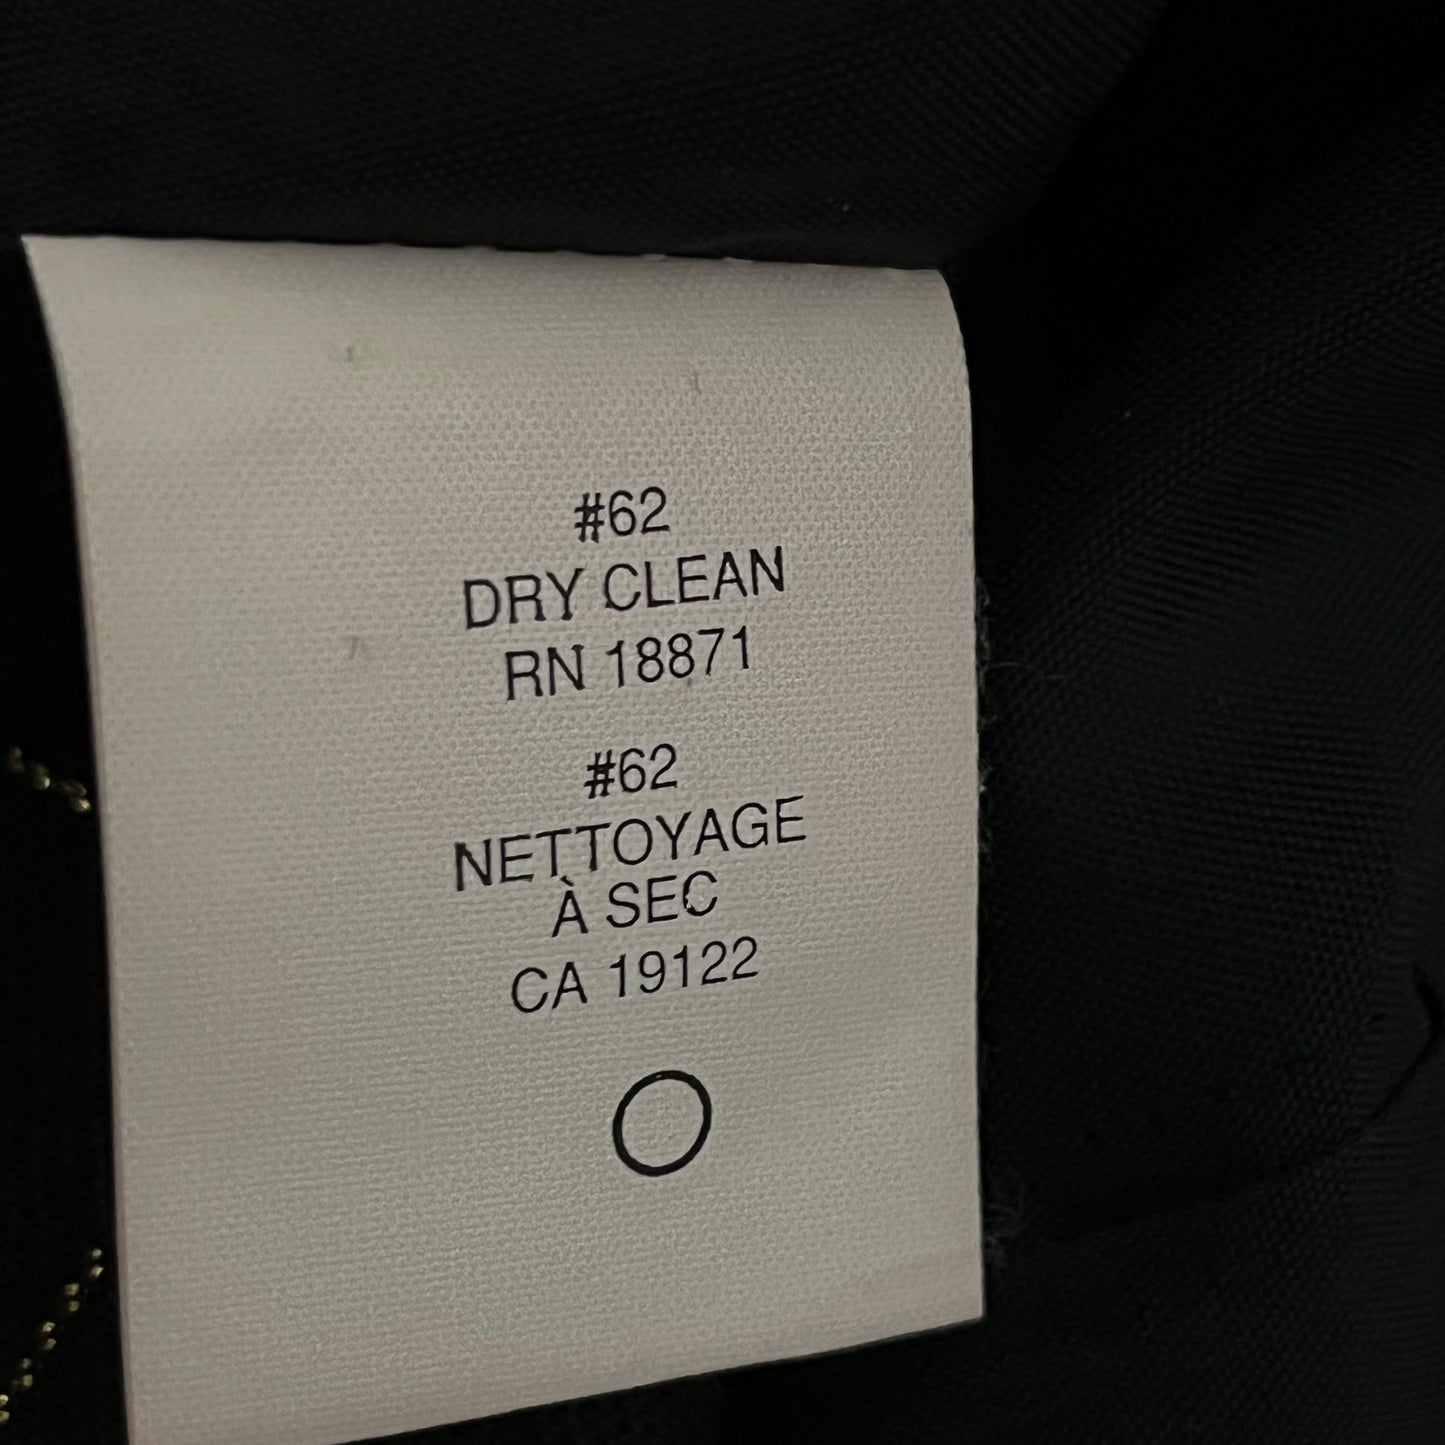 #62
DRY CLEAN
RN 18871
#62
NETTOYAGE
À SEC
CA 19122